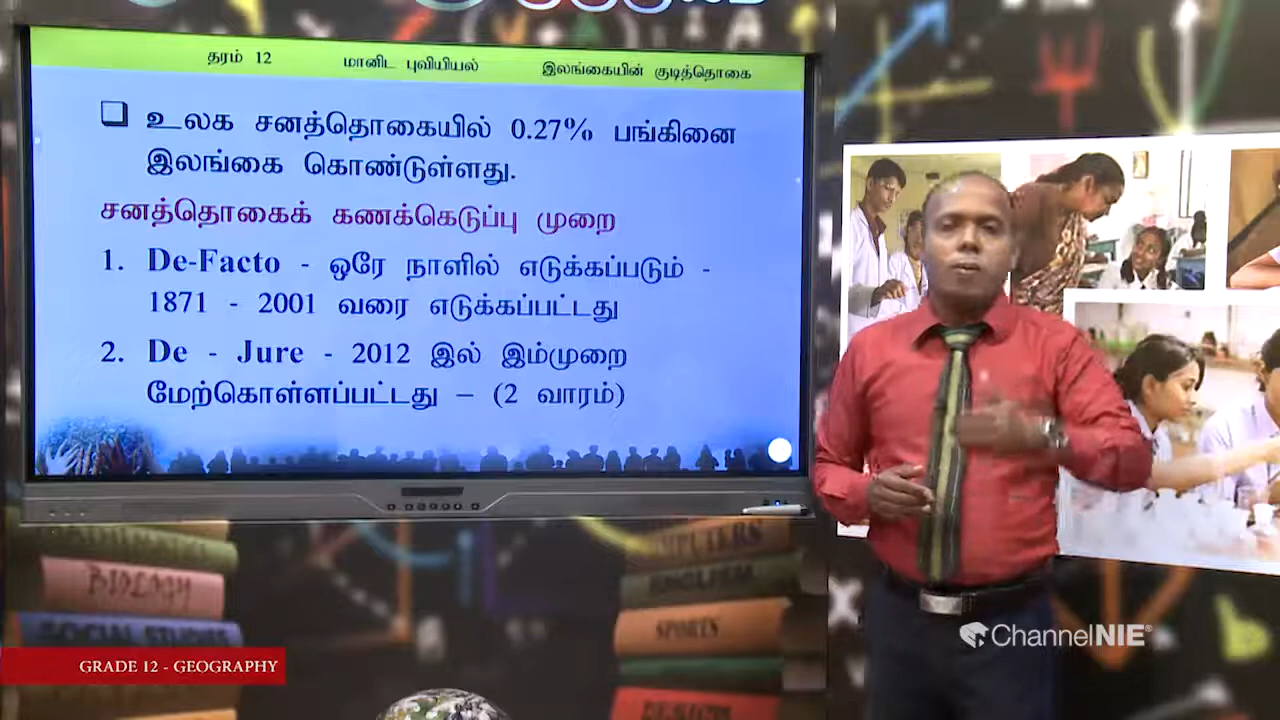 தரம் 12 மானிட புவியியல் இலங்கையின் குடித்தொகை
உலக சனத்தொகையில் 0.27% பங்கினை
இலங்கை கொண்டுள்ளது.
சனத்தொகைக் கணக்கெடுப்பு முறை
1. De-Facto - ஒரே நாளில் எடுக்கப்படும் -
1871 - 2001 வரை எடுக்கப்பட்டது
2. De - Jure - 2012 இல் இம்முறை
மேற்கொள்ளப்பட்டது – (2 வாரம்)
BIOLOGY
SOCIAL STUDIES
ENGLISH
SPORTS
GRADE 12 - GEOGRAPHY
ChannelNIE®